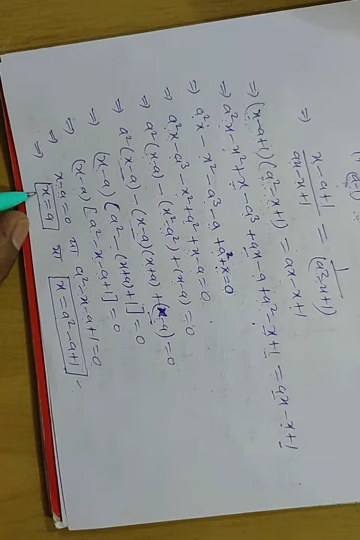 ⇒ (x-a+1)/(ax-x+1) = 1/(a²-x+1)
⇒ (x-a+1)(a²-x+1) = ax-x+1
⇒ a²x-x²+x-a³+ax-a+a²-x+1 = ax-x+1
⇒ a²x-x²-a³-a+a²+x=0
⇒ a²x-a³-x²+a²+x-a=0
⇒ a²(x-a)-(x²-a²)+(x-a)=0
⇒ a²(x-a)-(x-a)(x+a)+(x-a)=0
⇒ (x-a)[a²-(x+a)+1]=0
⇒ (x-a)[a²-x-a+1]=0
⇒ x-a=0 या a²-x-a+1=0
⇒ x=a या x=a²-a+1